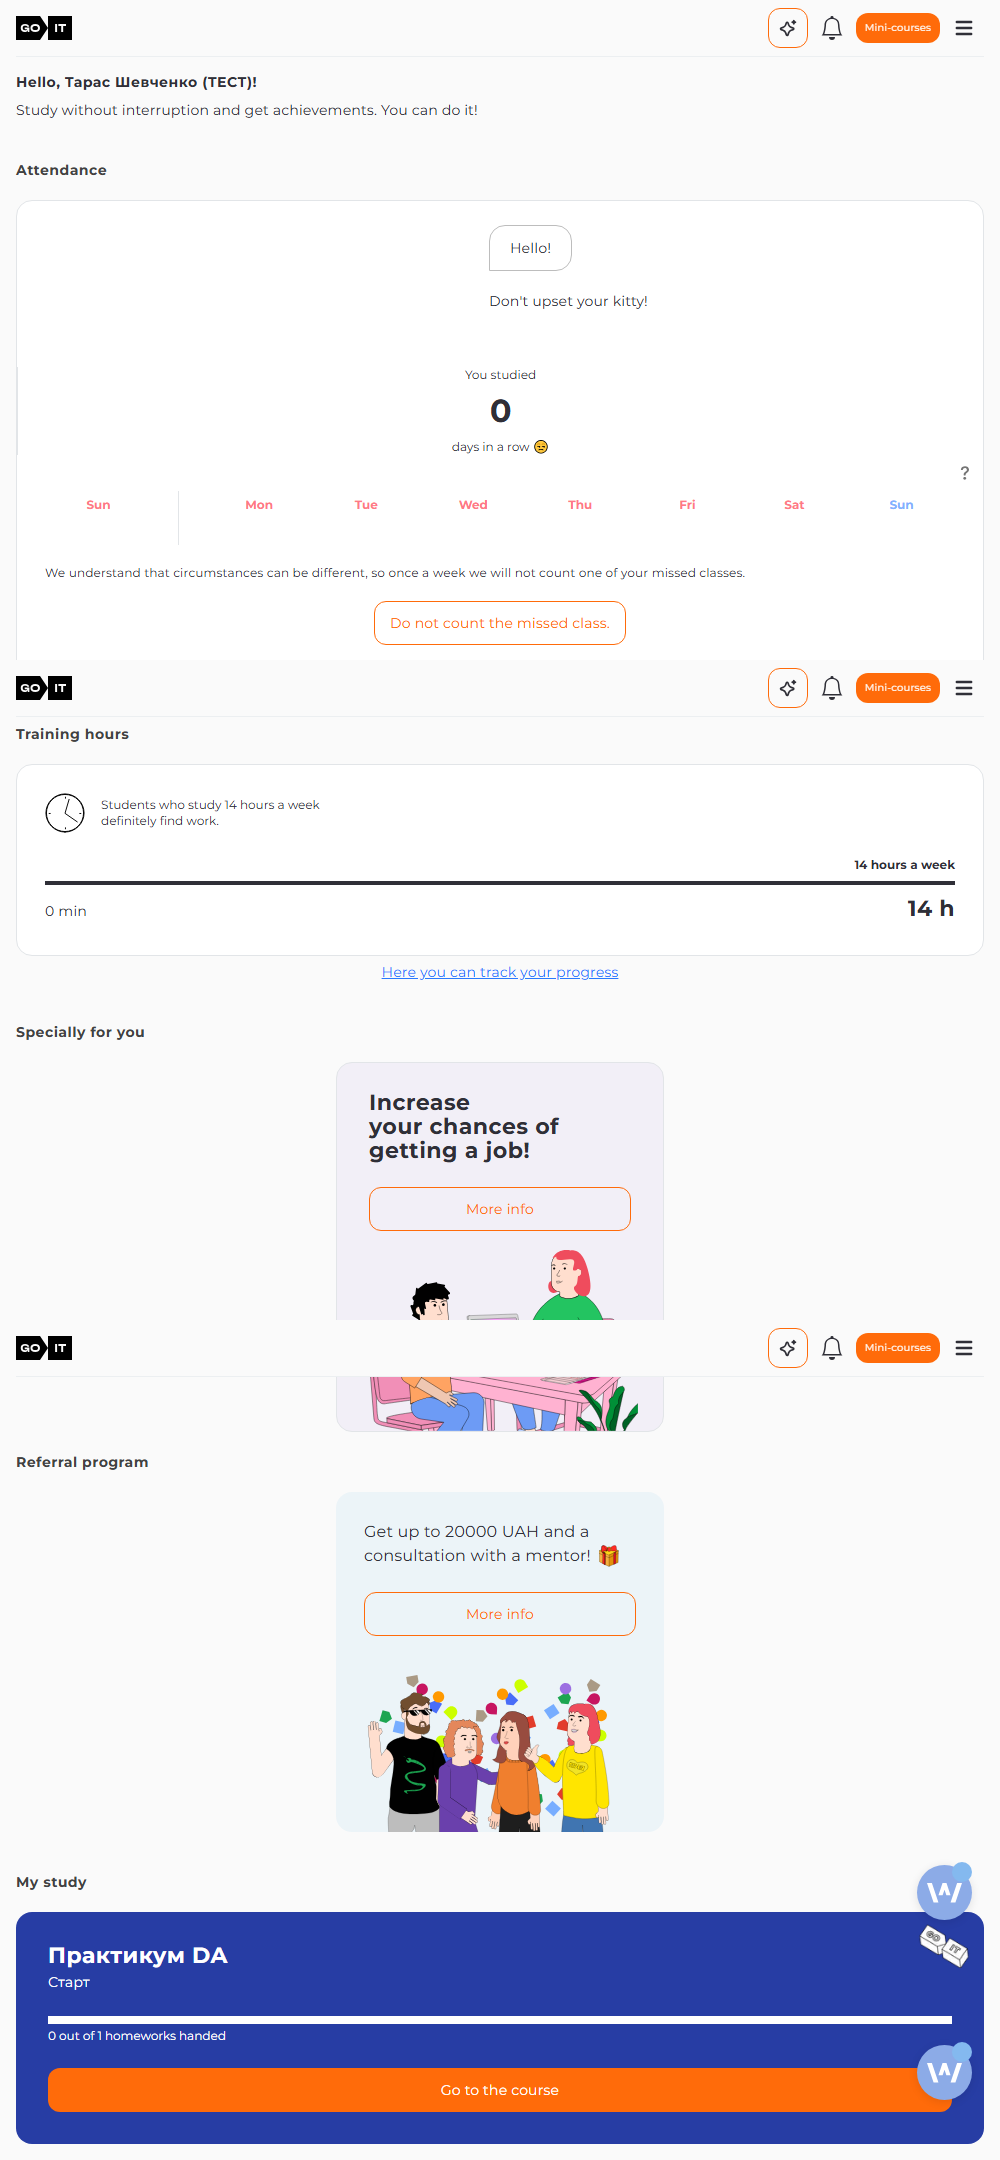 GO IT
Mini-courses
Hello, Тарас Шевченко (ТЕСТ)!
Study without interruption and get achievements. You can do it!
Attendance
Hello!
Don't upset your kitty!
You studied
0
days in a row
?
Sun Mon Tue Wed Thu Fri Sat Sun
We understand that circumstances can be different, so once a week we will not count one of your missed classes.
Do not count the missed class.
GO IT
Mini-courses
Training hours
Students who study 14 hours a week
definitely find work.
14 hours a week
0 min
14 h
Here you can track your progress
Specially for you
Increase
your chances of
getting a job!
More info
GO IT
Mini-courses
Referral program
Get up to 20000 UAH and a
consultation with a mentor!
More info
My study
Практикум DA
GO IT
Старт
0 out of 1 homeworks handed
Go to the course